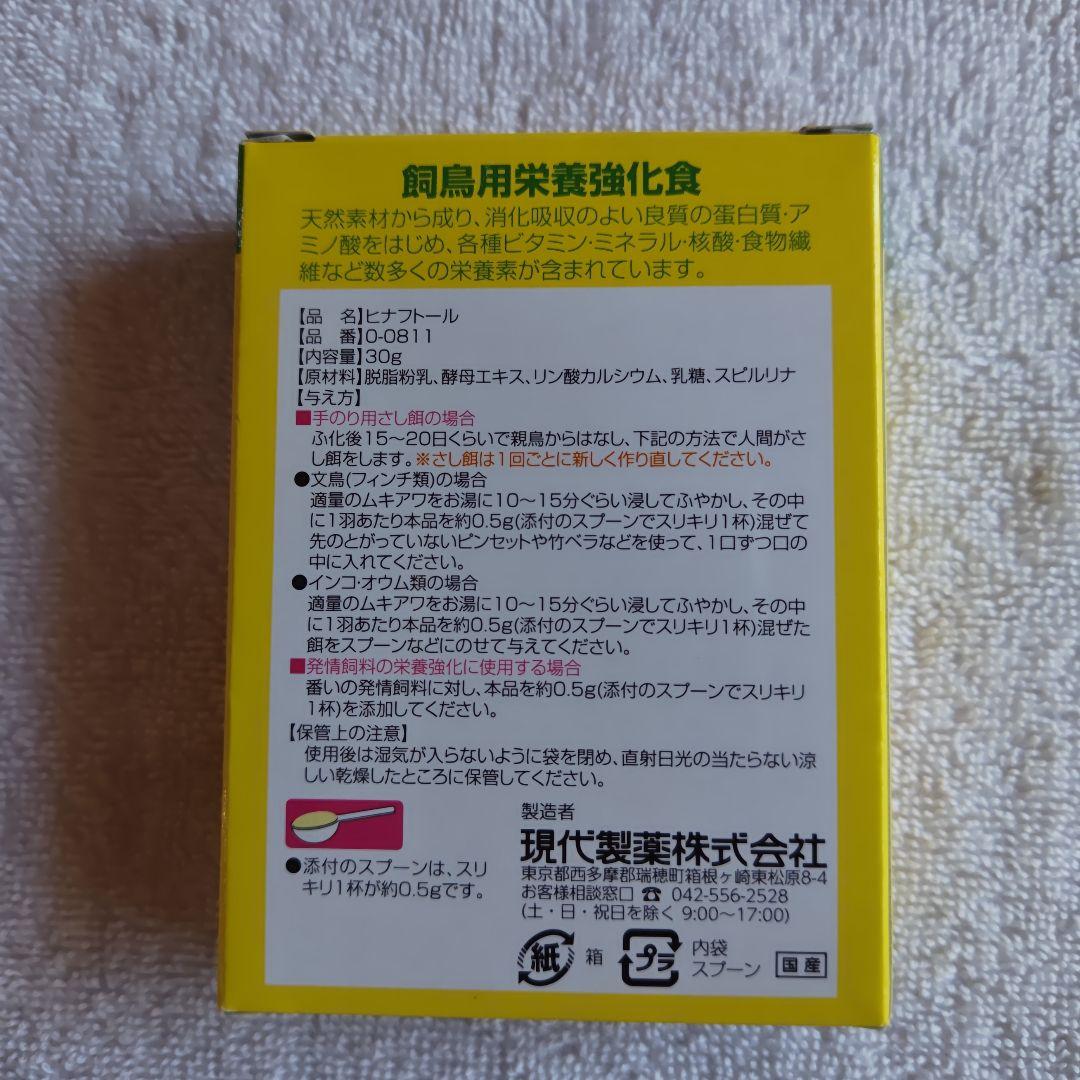 飼鳥用栄養強化食
天然素材から成り、消化吸収のよい良質の蛋白質・ア
ミノ酸をはじめ、各種ビタミン・ミネラル・核酸・食物繊
維など数多くの栄養素が含まれています。
【品　名】ヒナフトール
【品　番】0-0811
【内容量】30g
【原材料】脱脂粉乳、酵母エキス、リン酸カルシウム、乳糖、スピルリナ
【与え方】
■手のり用さし餌の場合
ふ化後15〜20日くらいで親鳥からはなし、下記の方法で人間がさ
し餌をします。※さし餌は1回ごとに新しく作り直してください。
●文鳥(フィンチ類)の場合
適量のムキアワをお湯に10〜15分ぐらい浸してふやかし、その中
に1羽あたり本品を約0.5g(添付のスプーンでスリキリ1杯)混ぜて
先のとがっていないピンセットや竹ベラなどを使って、1口ずつ口の
中に入れてください。
●インコ・オウム類の場合
適量のムキアワをお湯に10〜15分ぐらい浸してふやかし、その中
に1羽あたり本品を約0.5g(添付のスプーンでスリキリ1杯)混ぜた
餌をスプーンなどにのせて与えてください。
■発情飼料の栄養強化に使用する場合
番いの発情飼料に対し、本品を約0.5g(添付のスプーンでスリキリ
1杯)を添加してください。
【保管上の注意】
使用後は湿気が入らないように袋を閉め、直射日光の当たらない涼
しい乾燥したところに保管してください。
●添付のスプーンは、スリ
キリ1杯が約0.5gです。
製造者
現代製薬株式会社
東京都西多摩郡瑞穂町箱根ヶ崎東松原8-4
お客様相談窓口 ☎ 042-556-2528
(土・日・祝日を除く 9:00〜17:00)
紙 箱 プラ 内袋
スプーン 国産